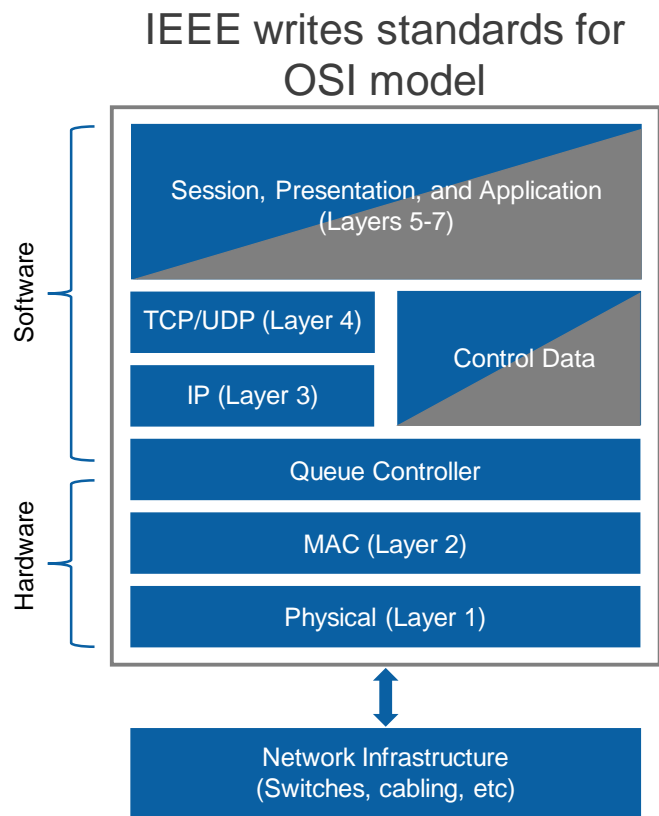 IEEE writes standards for
OSI model
Software
Session, Presentation, and Application
(Layers 5-7)
TCP/UDP (Layer 4)
Control Data
IP (Layer 3)
Queue Controller
Hardware
MAC (Layer 2)
Physical (Layer 1)
Network Infrastructure
(Switches, cabling, etc)